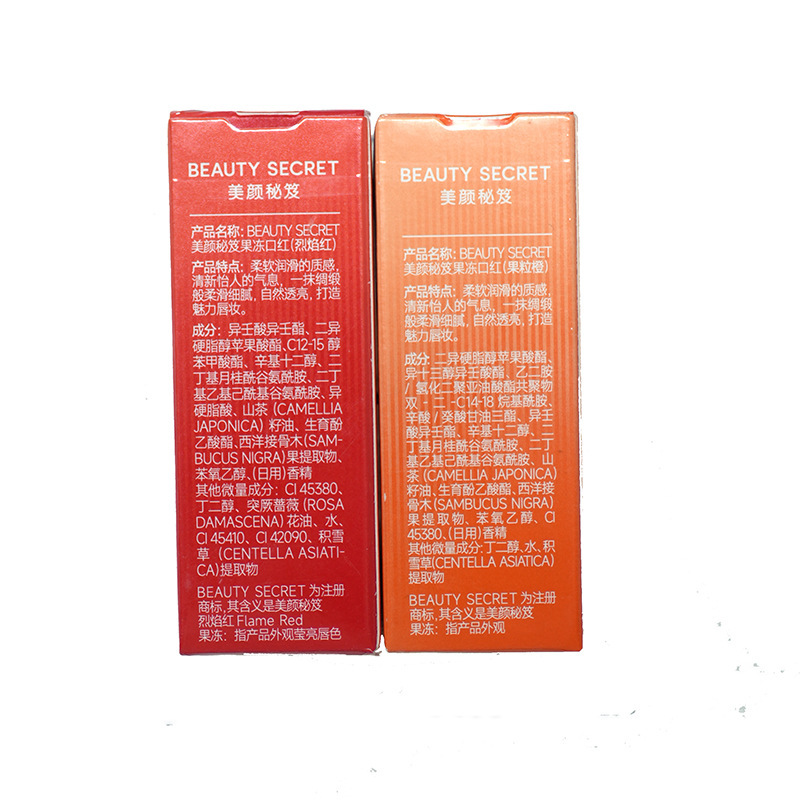 BEAUTY SECRET
美颜秘笈
产品名称: BEAUTY SECRET
美颜秘笈果冻口红(烈焰红)
产品特点: 柔软润滑的质感,
清新怡人的气息, 一抹绸缎
般柔滑细腻, 自然透亮, 打造
魅力唇妆。
成分: 异壬酸异壬酯、二异
硬脂醇苹果酸酯、C12-15 醇
苯甲酸酯、辛基十二醇、二
丁基月桂酰谷氨酰胺、二丁
基乙基己酰基谷氨酰胺、异
硬脂酸、山茶 (CAMELLIA
JAPONICA) 籽油、生育酚
乙酸酯、西洋接骨木(SAM-
BUCUS NIGRA)果提取物、
苯氧乙醇、(日用)香精
其他微量成分: CI 45380、
丁二醇、突厥蔷薇 (ROSA
DAMASCENA) 花油、水、
CI 45410、CI 42090、积雪
草 (CENTELLA ASIATI-
CA)提取物
BEAUTY SECRET 为注册
商标,其含义是美颜秘笈
烈焰红 Flame Red
果冻: 指产品外观莹亮唇色
BEAUTY SECRET
美颜秘笈
产品名称: BEAUTY SECRET
美颜秘笈果冻口红(果粒橙)
产品特点: 柔软润滑的质感,
清新怡人的气息, 一抹绸缎
般柔滑细腻, 自然透亮, 打造
魅力唇妆。
成分: 二异硬脂醇苹果酸酯、
异十三醇异壬酸酯、乙二胺
/ 氢化二聚亚油酸酯共聚物
双-二-C14-18 烷基酰胺、
辛酸 / 癸酸甘油三酯、异壬
酸异壬酯、辛基十二醇、二
丁基月桂酰谷氨酰胺、二丁
基乙基己酰基谷氨酰胺、山
茶 (CAMELLIA JAPONICA)
籽油、生育酚乙酸酯、西洋接
骨木(SAMBUCUS NIGRA)
果提取物、苯氧乙醇、CI
45380、(日用)香精
其他微量成分:丁二醇、水、积
雪草(CENTELLA ASIATICA)
提取物
BEAUTY SECRET 为注册
商标,其含义是美颜秘笈
果冻: 指产品外观